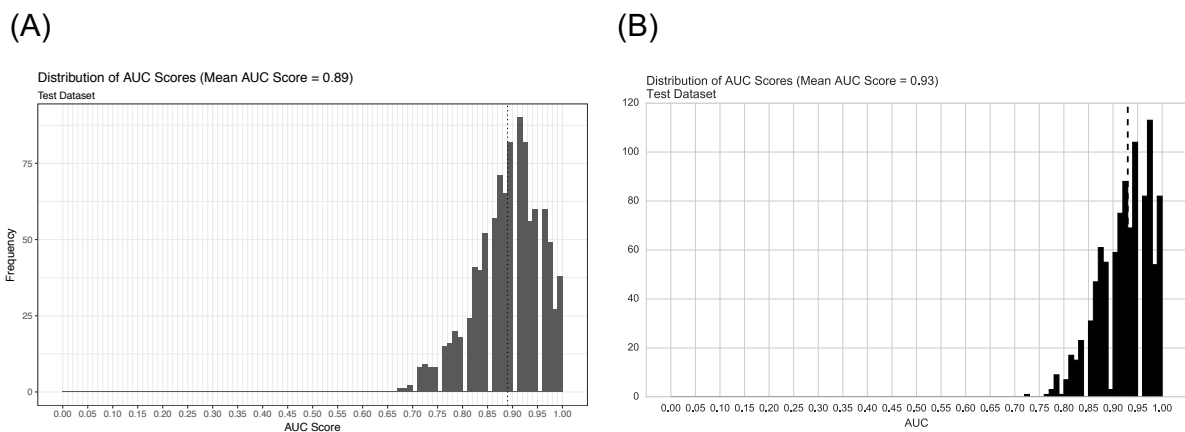 (A)
Distribution of AUC Scores (Mean AUC Score = 0.89)
Test Dataset
75
50
25
0
Frequency
0.00 0.05 0.10 0.15 0.20 0.25 0.30 0.35 0.40 0.45 0.50 0.55 0.60 0.65 0.70 0.75 0.80 0.85 0.90 0.95 1.00
AUC Score
(B)
Distribution of AUC Scores (Mean AUC Score = 0.93)
Test Dataset
120
100
80
60
40
20
0
0.00 0.05 0.10 0.15 0.20 0.25 0.30 0.35 0.40 0.45 0.50 0.55 0.60 0.65 0.70 0.75 0.80 0.85 0.90 0.95 1.00
AUC